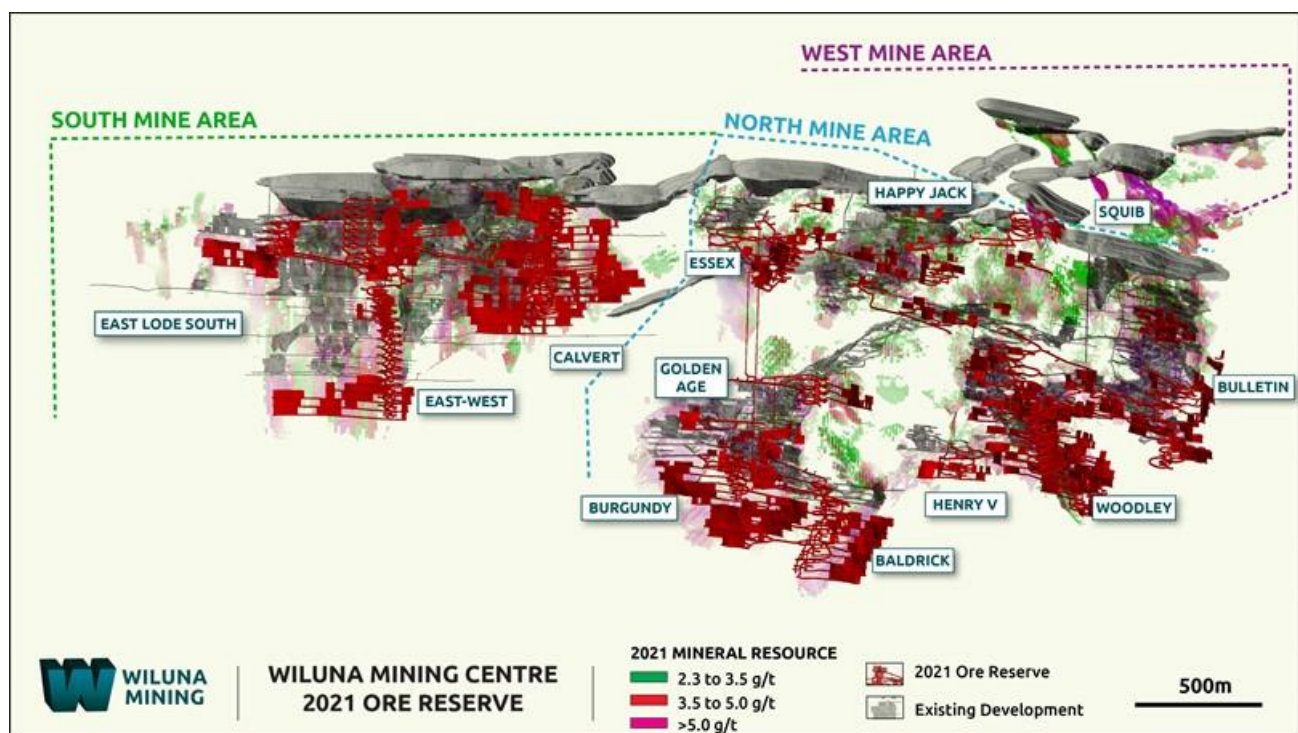 WEST MINE AREA
SOUTH MINE AREA
NORTH MINE AREA
HAPPY JACK
SQUIB
ESSEX
EAST LODE SOUTH
CALVERT
GOLDEN
AGE
BULLETIN
EAST-WEST
BURGUNDY
HENRY V
WOODLEY
BALDRICK
WILUNA
MINING
WILUNA MINING CENTRE
2021 ORE RESERVE
2021 MINERAL RESOURCE
2.3 to 3.5 g/t
3.5 to 5.0 g/t
>5.0 g/t
2021 Ore Reserve
Existing Development
500m